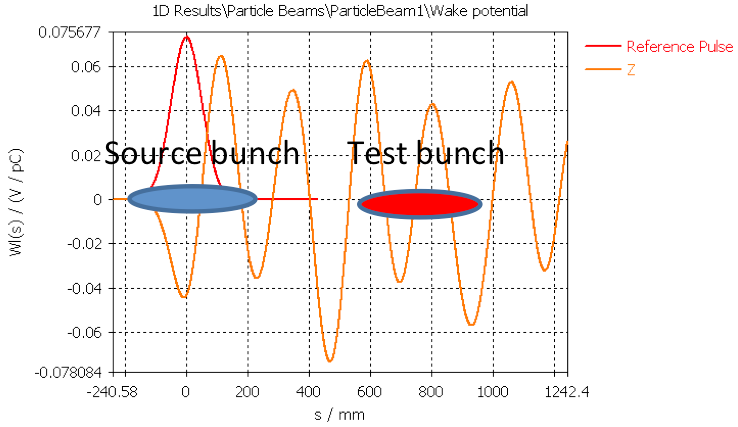 1D Results\Particle Beams\ParticleBeam1\Wake potential
0.075677
0.06
0.04
0.02
0
-0.02
-0.04
-0.06
-0.078084
Wl(s) / (V / pC)
Source bunch
Test bunch
Reference Pulse
Z
-240.58 0 200 400 600 800 1000 1242.4
s / mm